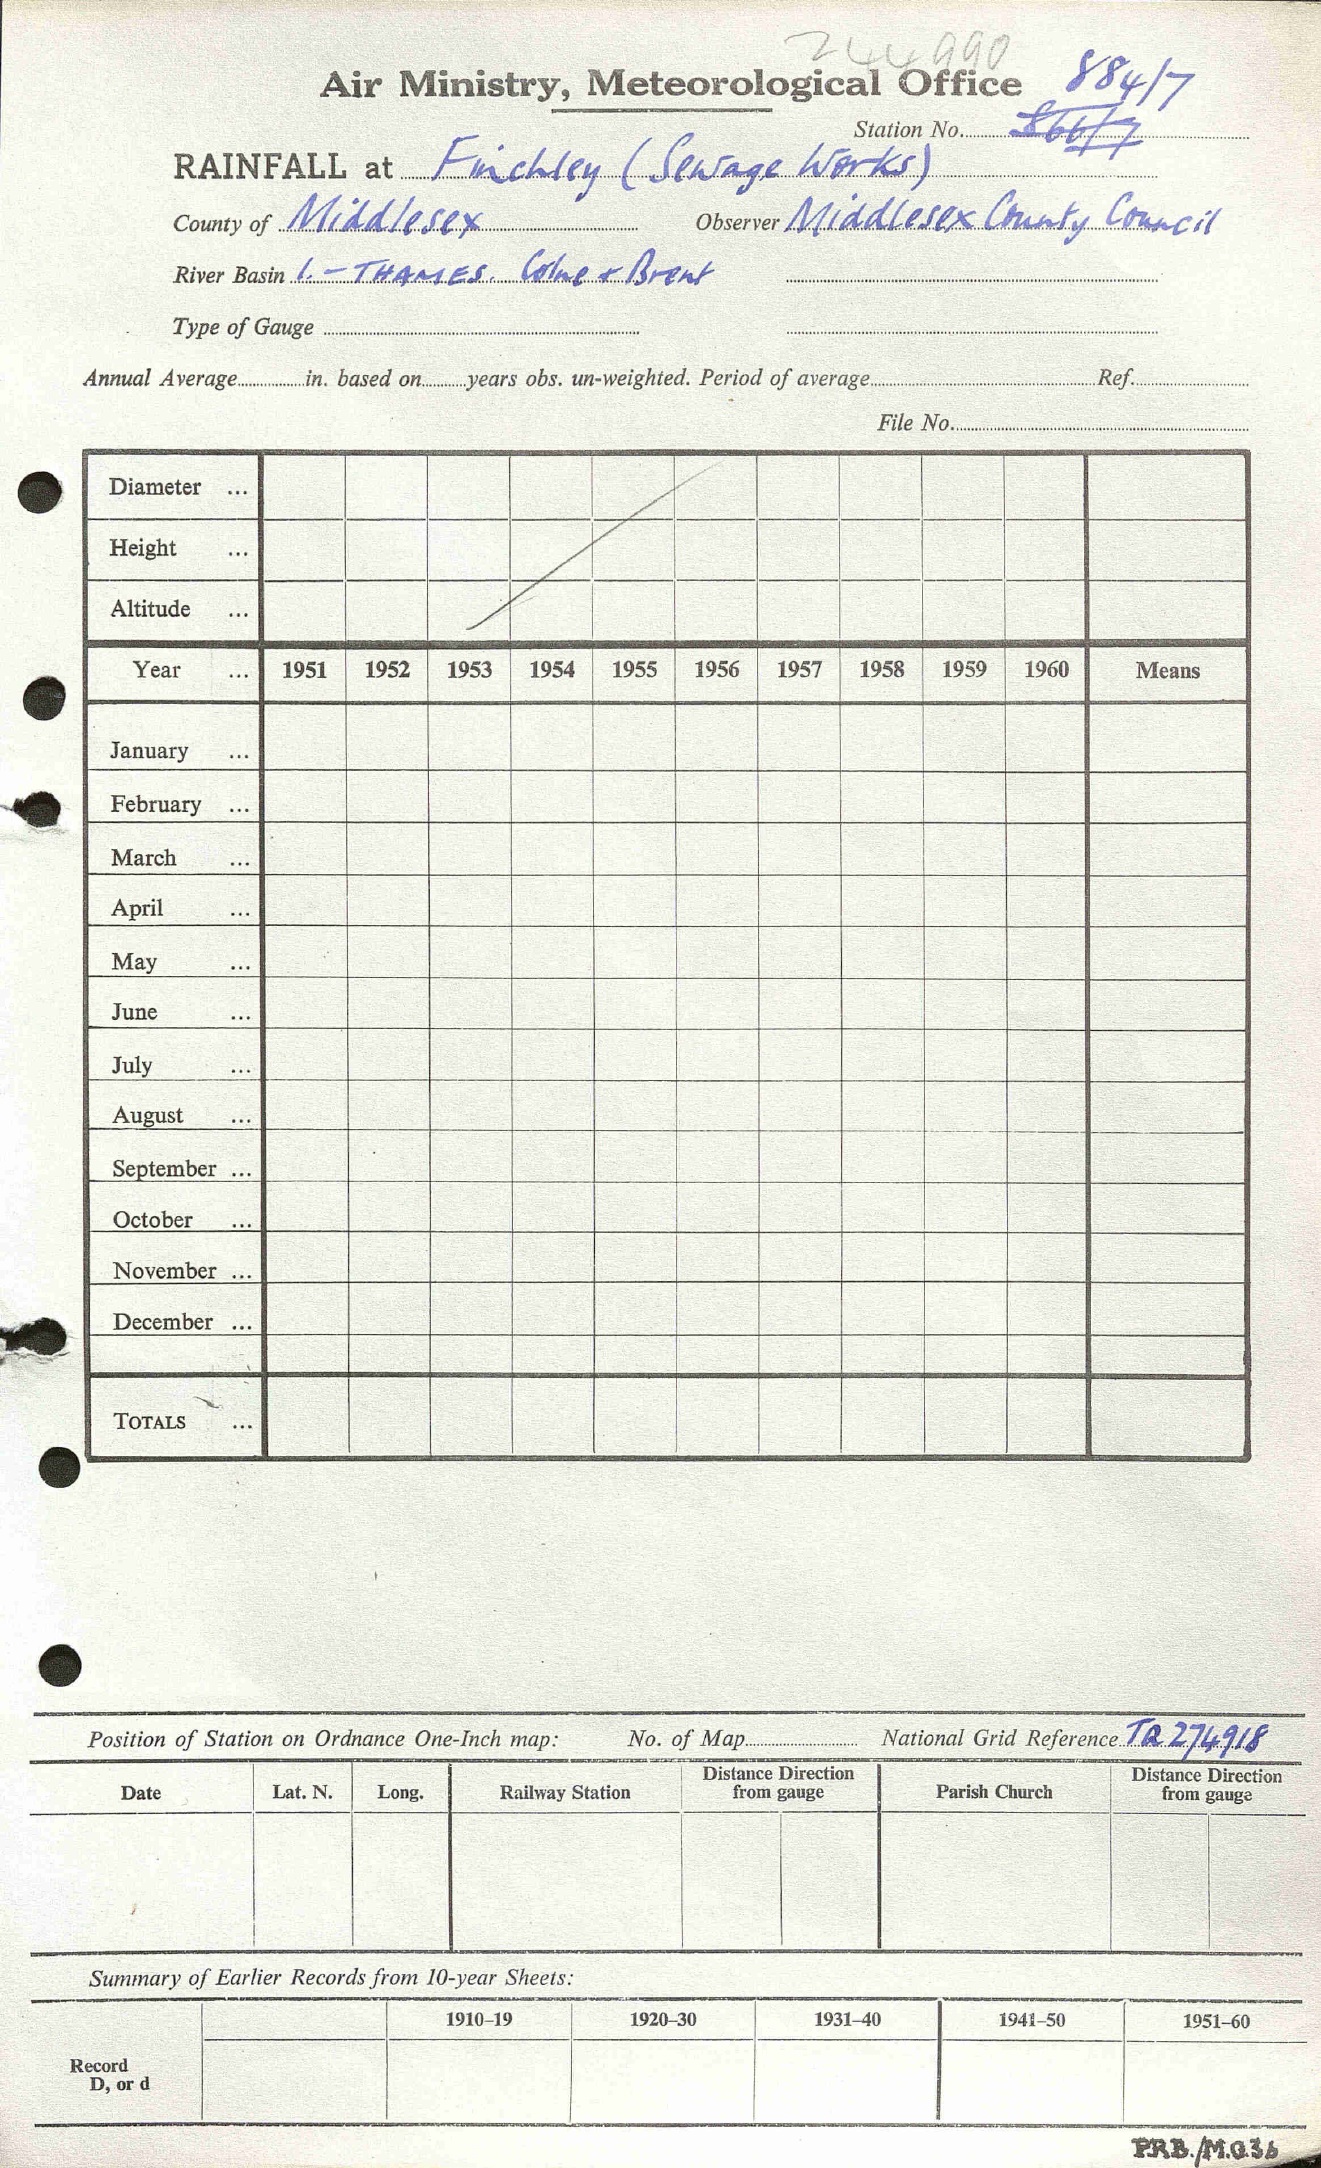 244990
Air Ministry, Meteorological Office 884/7
Station No. 866/7
RAINFALL at Finchley (Sewage Works)
County of Middlesex Observer Middlesex County Council
River Basin 1. – THAMES. Colne & Brent
Type of Gauge
Annual Average in. based on years obs. un-weighted. Period of average Ref.
File No.
Diameter ...
Height ...
Altitude ...
Year ... 1951 1952 1953 1954 1955 1956 1957 1958 1959 1960 Means
January ...
February ...
March ...
April ...
May ...
June ...
July ...
August ...
September ...
October ...
November ...
December ...
TOTALS ...
Position of Station on Ordnance One-Inch map: No. of Map National Grid Reference TQ 274918
Date Lat. N. Long. Railway Station Distance Direction from gauge Parish Church Distance Direction from gauge
Summary of Earlier Records from 10-year Sheets:
1910–19 1920–30 1931–40 1941–50 1951–60
Record
D, or d
PRB./M.O.36